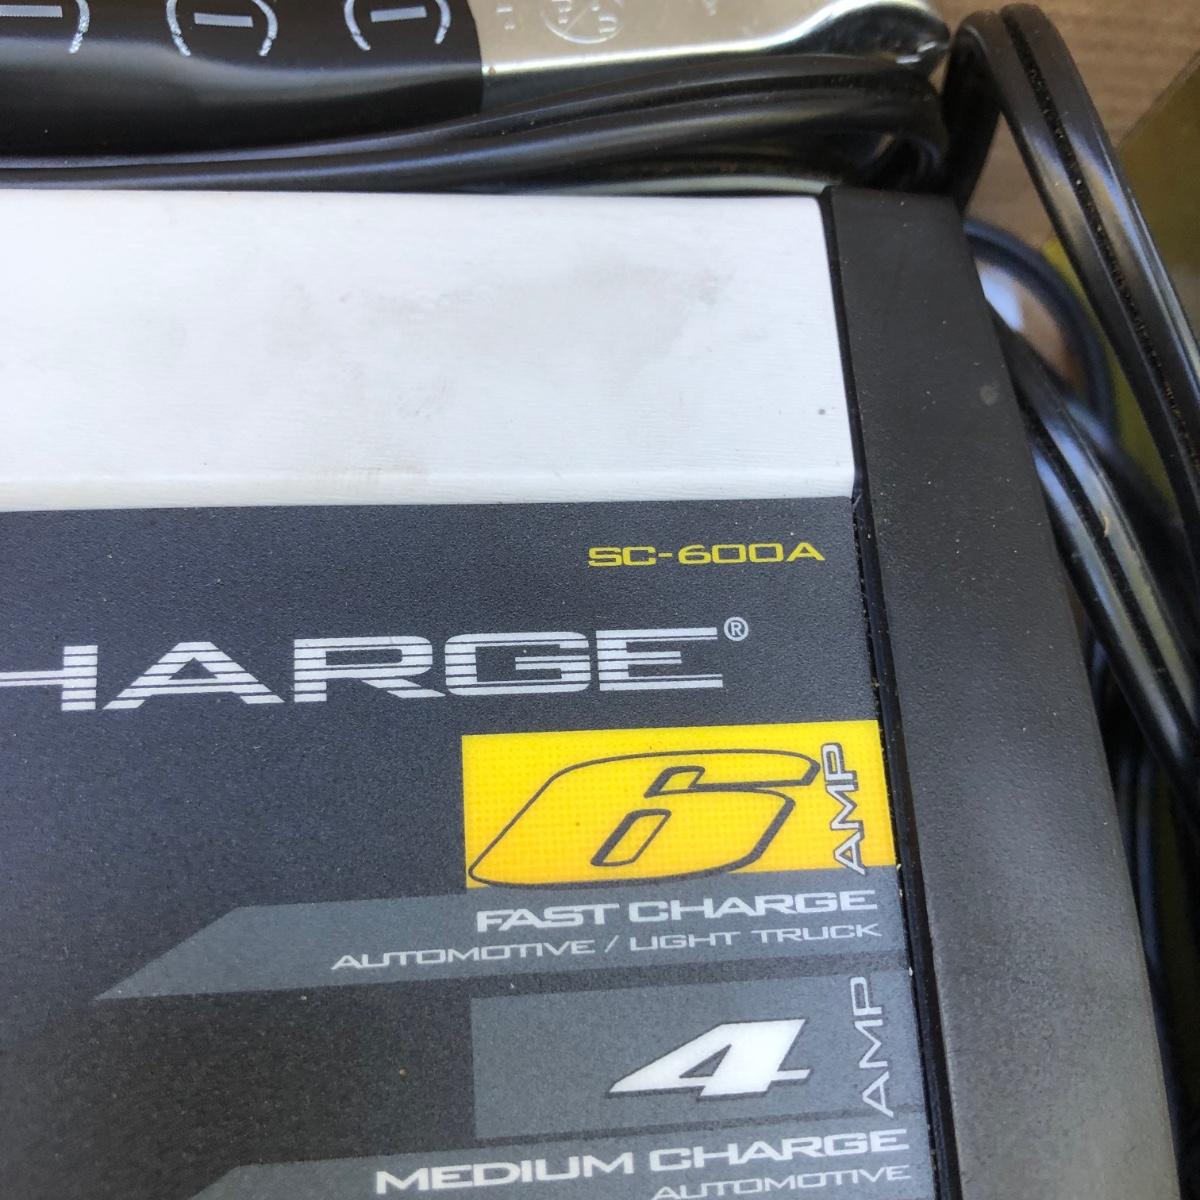 SC-600A
HARGE®
6 AMP
FAST CHARGE
AUTOMOTIVE / LIGHT TRUCK
4 AMP
MEDIUM CHARGE
AUTOMOTIVE